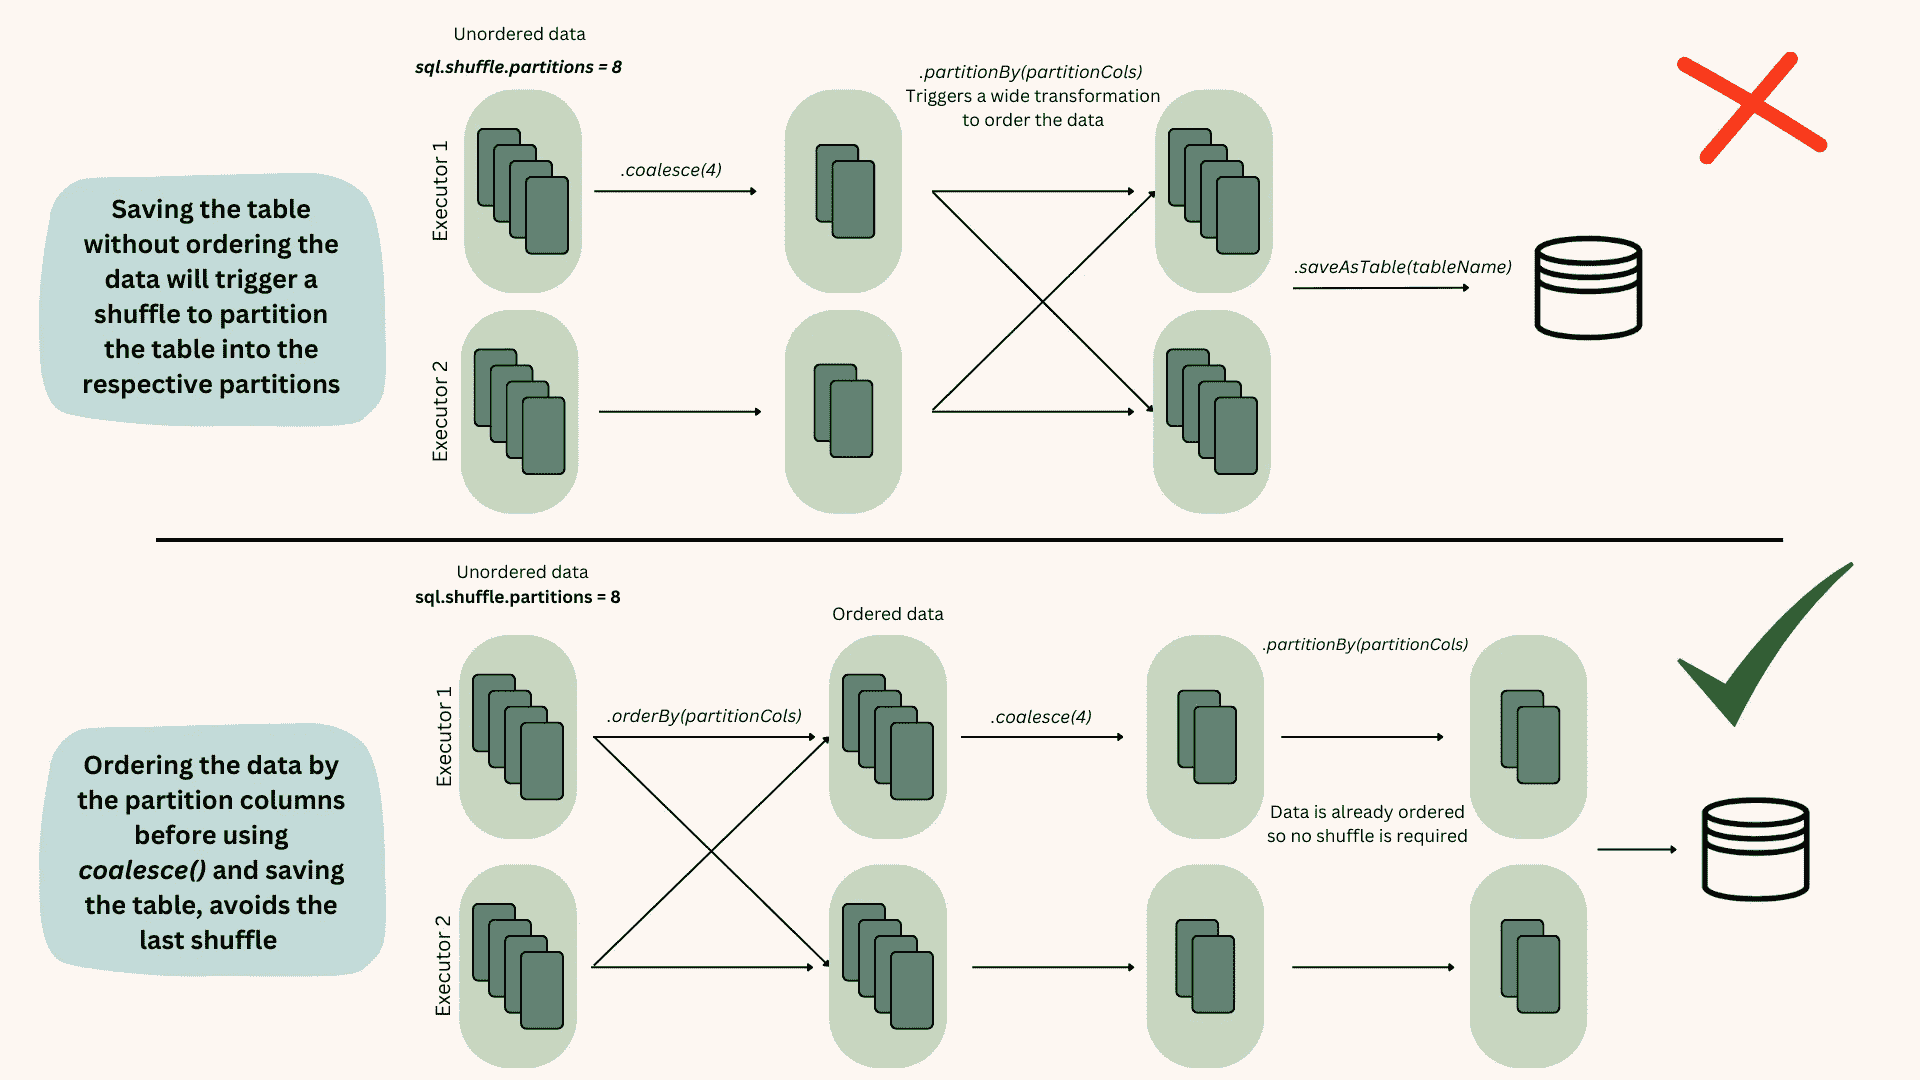 Unordered data
sql.shuffle.partitions = 8
.partitionBy(partitionCols)
Triggers a wide transformation
to order the data
Executor 1
.coalesce(4)
Saving the table
without ordering the
data will trigger a
shuffle to partition
the table into the
respective partitions
.saveAsTable(tableName)
Executor 2
Unordered data
sql.shuffle.partitions = 8
Ordered data
.partitionBy(partitionCols)
Executor 1
.orderBy(partitionCols)
.coalesce(4)
Ordering the data by
the partition columns
before using
coalesce() and saving
the table, avoids the
last shuffle
Data is already ordered
so no shuffle is required
Executor 2